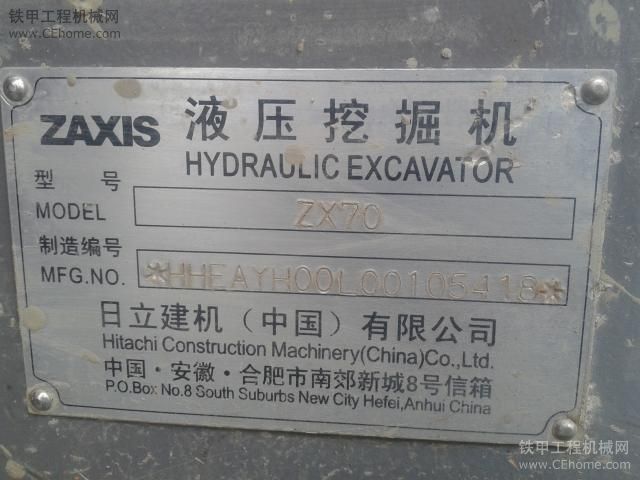 铁甲工程机械网
www.CEhome.com
ZAXIS 液压挖掘机
HYDRAULIC EXCAVATOR
型号
MODEL ZX70
制造编号
MFG.NO. *HHEAYH00L00105418*
日立建机（中国）有限公司
Hitachi Construction Machinery(China)Co.,Ltd.
中国·安徽·合肥市南郊新城8号信箱
P.O.Box No.8 South Suburbs New City Hefei,Anhui China
铁甲工程机械网
www.CEhome.com